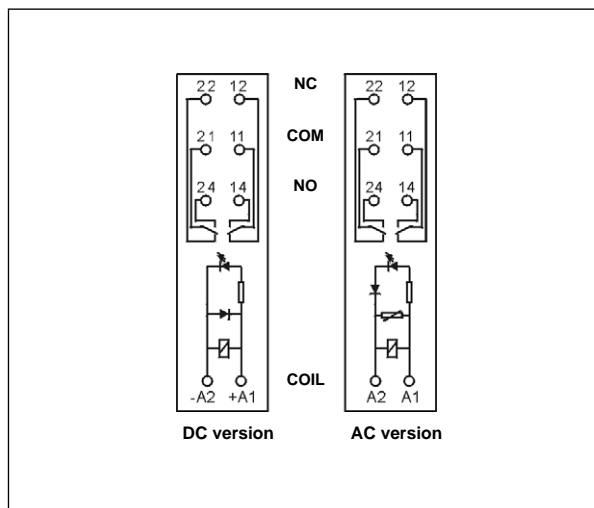 22 12 NC 22 12
21 11 COM 21 11
24 14 NO 24 14
-A2 +A1 COIL A2 A1
DC version AC version